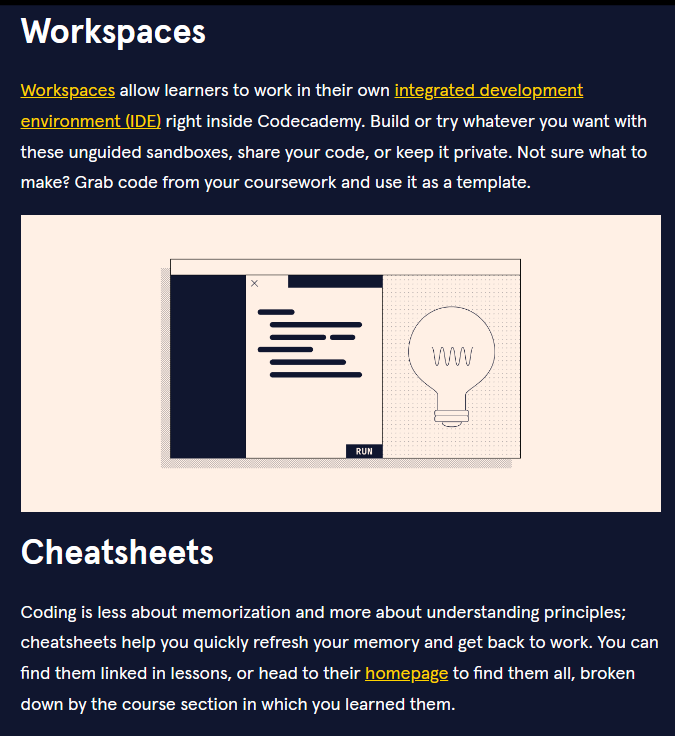 Workspaces
Workspaces allow learners to work in their own integrated development
environment (IDE) right inside Codecademy. Build or try whatever you want with
these unguided sandboxes, share your code, or keep it private. Not sure what to
make? Grab code from your coursework and use it as a template.
RUN
Cheatsheets
Coding is less about memorization and more about understanding principles;
cheatsheets help you quickly refresh your memory and get back to work. You can
find them linked in lessons, or head to their homepage to find them all, broken
down by the course section in which you learned them.